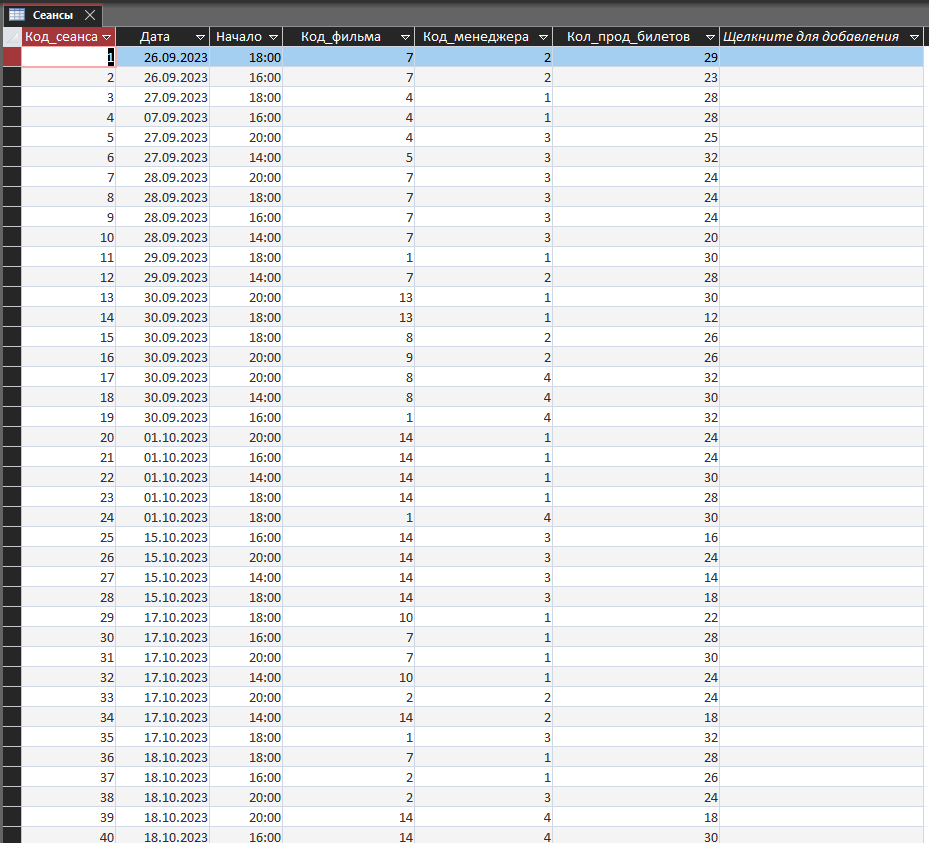 Сеансы
Код_сеанса Дата Начало Код_фильма Код_менеджера Кол_прод_билетов Щелкните для добавления
1 26.09.2023 18:00 7 2 29
2 26.09.2023 16:00 7 2 23
3 27.09.2023 18:00 4 1 28
4 07.09.2023 16:00 4 1 28
5 27.09.2023 20:00 4 3 25
6 27.09.2023 14:00 5 3 32
7 28.09.2023 20:00 7 3 24
8 28.09.2023 18:00 7 3 24
9 28.09.2023 16:00 7 3 24
10 28.09.2023 14:00 7 3 20
11 29.09.2023 18:00 1 1 30
12 29.09.2023 14:00 7 2 28
13 30.09.2023 20:00 13 1 30
14 30.09.2023 18:00 13 1 12
15 30.09.2023 18:00 8 2 26
16 30.09.2023 20:00 9 2 26
17 30.09.2023 20:00 8 4 32
18 30.09.2023 14:00 8 4 30
19 30.09.2023 16:00 1 4 32
20 01.10.2023 20:00 14 1 24
21 01.10.2023 16:00 14 1 24
22 01.10.2023 14:00 14 1 30
23 01.10.2023 18:00 14 1 28
24 01.10.2023 18:00 1 4 30
25 15.10.2023 16:00 14 3 16
26 15.10.2023 20:00 14 3 24
27 15.10.2023 14:00 14 3 14
28 15.10.2023 18:00 14 3 18
29 17.10.2023 18:00 10 1 22
30 17.10.2023 16:00 7 1 28
31 17.10.2023 20:00 7 1 30
32 17.10.2023 14:00 10 1 24
33 17.10.2023 20:00 2 2 24
34 17.10.2023 14:00 14 2 18
35 17.10.2023 18:00 1 3 32
36 18.10.2023 18:00 7 1 28
37 18.10.2023 16:00 2 1 26
38 18.10.2023 20:00 2 3 24
39 18.10.2023 20:00 14 4 18
40 18.10.2023 16:00 14 4 30